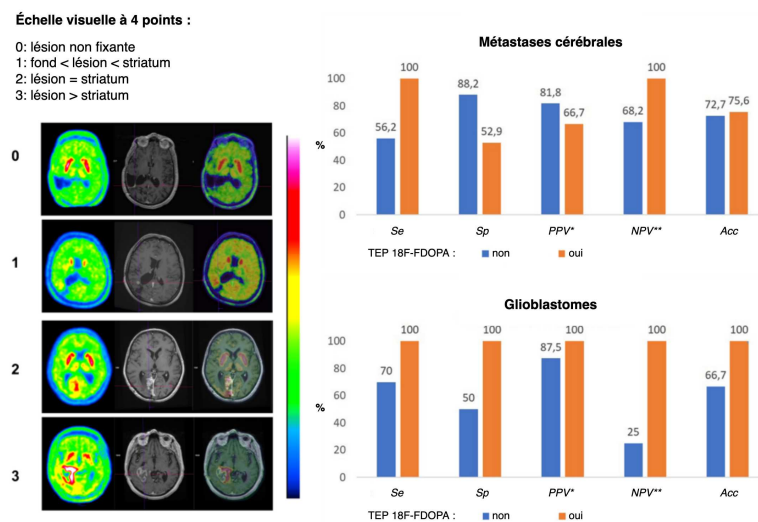 Échelle visuelle à 4 points :
0: lésion non fixante
1: fond < lésion < striatum
2: lésion = striatum
3: lésion > striatum
0
1
2
3
Métastases cérébrales
%
100
80
60
40
20
0
56,2
100
88,2
52,9
81,8
66,7
68,2
100
72,7
75,6
Se
Sp
PPV*
NPV**
Acc
TEP 18F-FDOPA : non oui
Glioblastomes
%
100
80
60
40
20
0
70
100
50
100
87,5
100
25
100
66,7
100
Se
Sp
PPV*
NPV**
Acc
TEP 18F-FDOPA : non oui